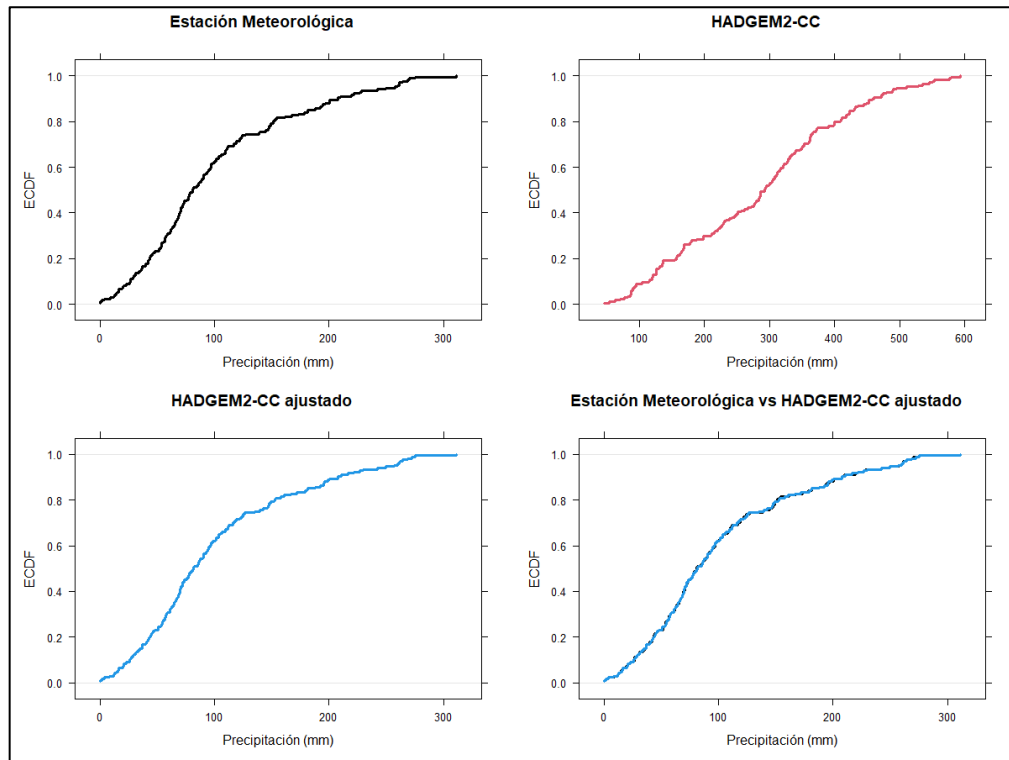 Estación Meteorológica
ECDF
1.0
0.8
0.6
0.4
0.2
0.0
0 100 200 300
Precipitación (mm)
HADGEM2-CC
ECDF
1.0
0.8
0.6
0.4
0.2
0.0
100 200 300 400 500 600
Precipitación (mm)
HADGEM2-CC ajustado
ECDF
1.0
0.8
0.6
0.4
0.2
0.0
0 100 200 300
Precipitación (mm)
Estación Meteorológica vs HADGEM2-CC ajustado
ECDF
1.0
0.8
0.6
0.4
0.2
0.0
0 100 200 300
Precipitación (mm)